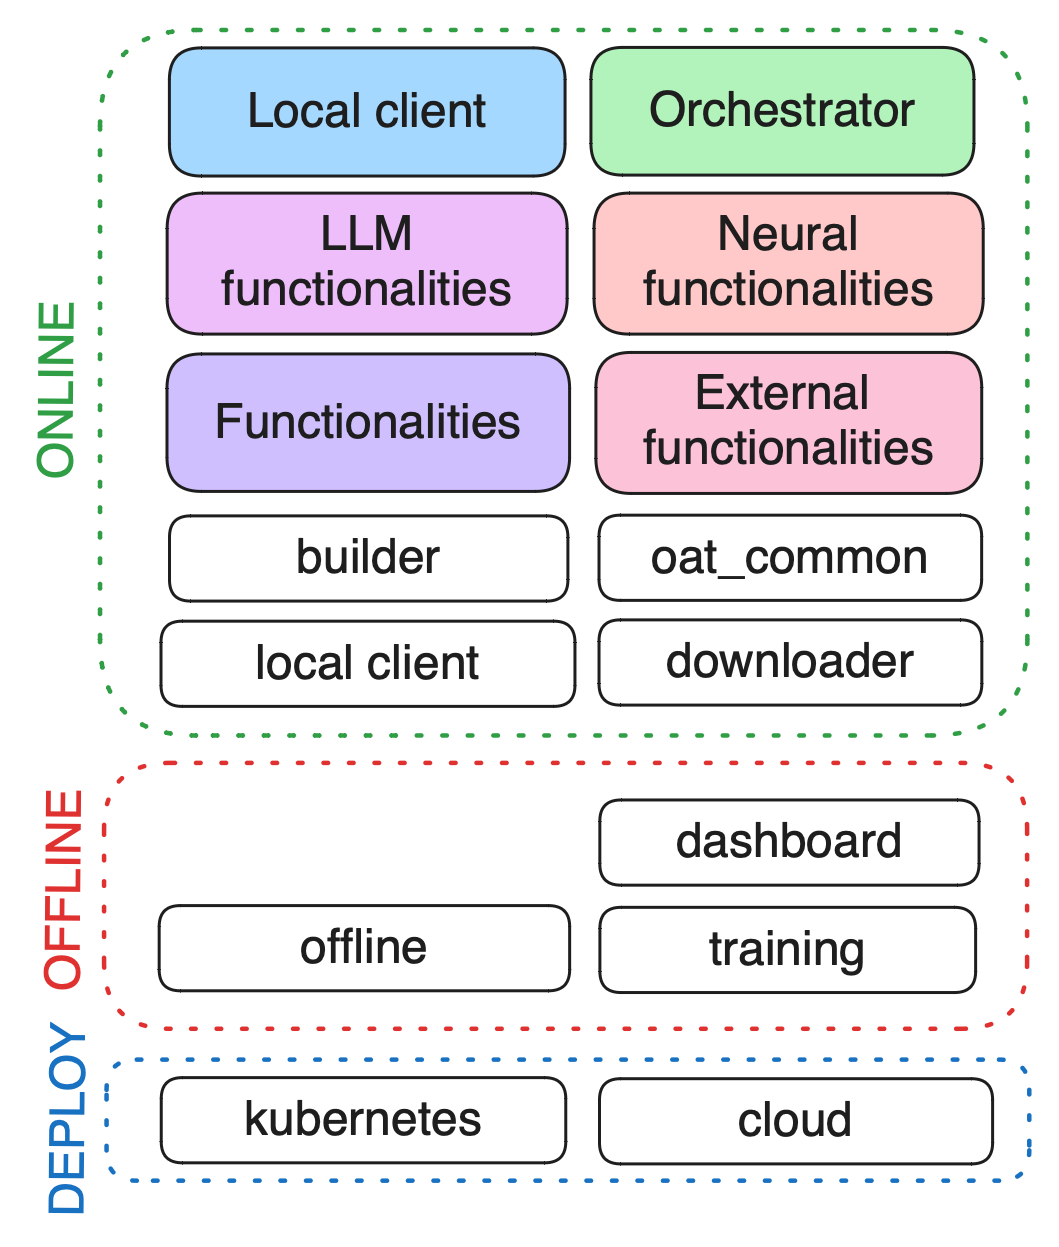 ONLINE
Local client
Orchestrator
LLM
functionalities
Neural
functionalities
Functionalities
External
functionalities
builder
oat_common
local client
downloader
OFFLINE
dashboard
offline
training
DEPLOY
kubernetes
cloud